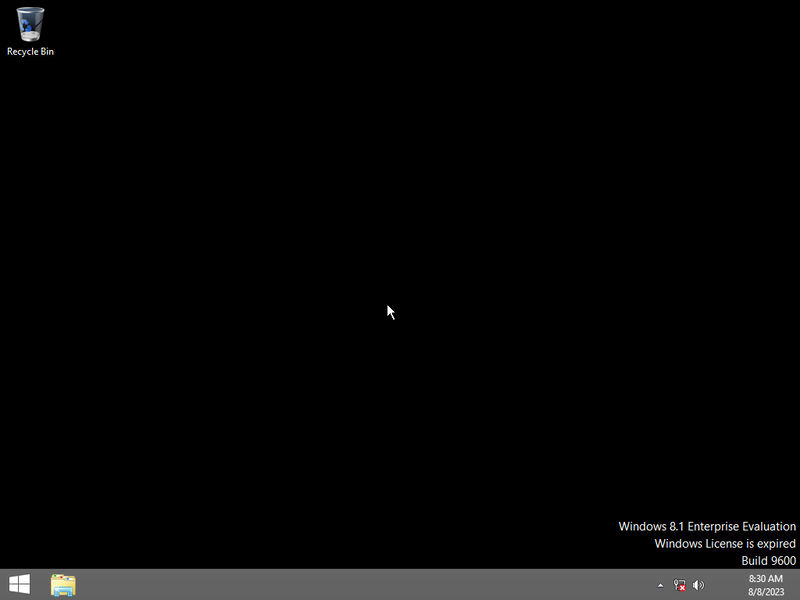 Recycle Bin
Windows 8.1 Enterprise Evaluation
Windows License is expired
Build 9600
8:30 AM
8/8/2023